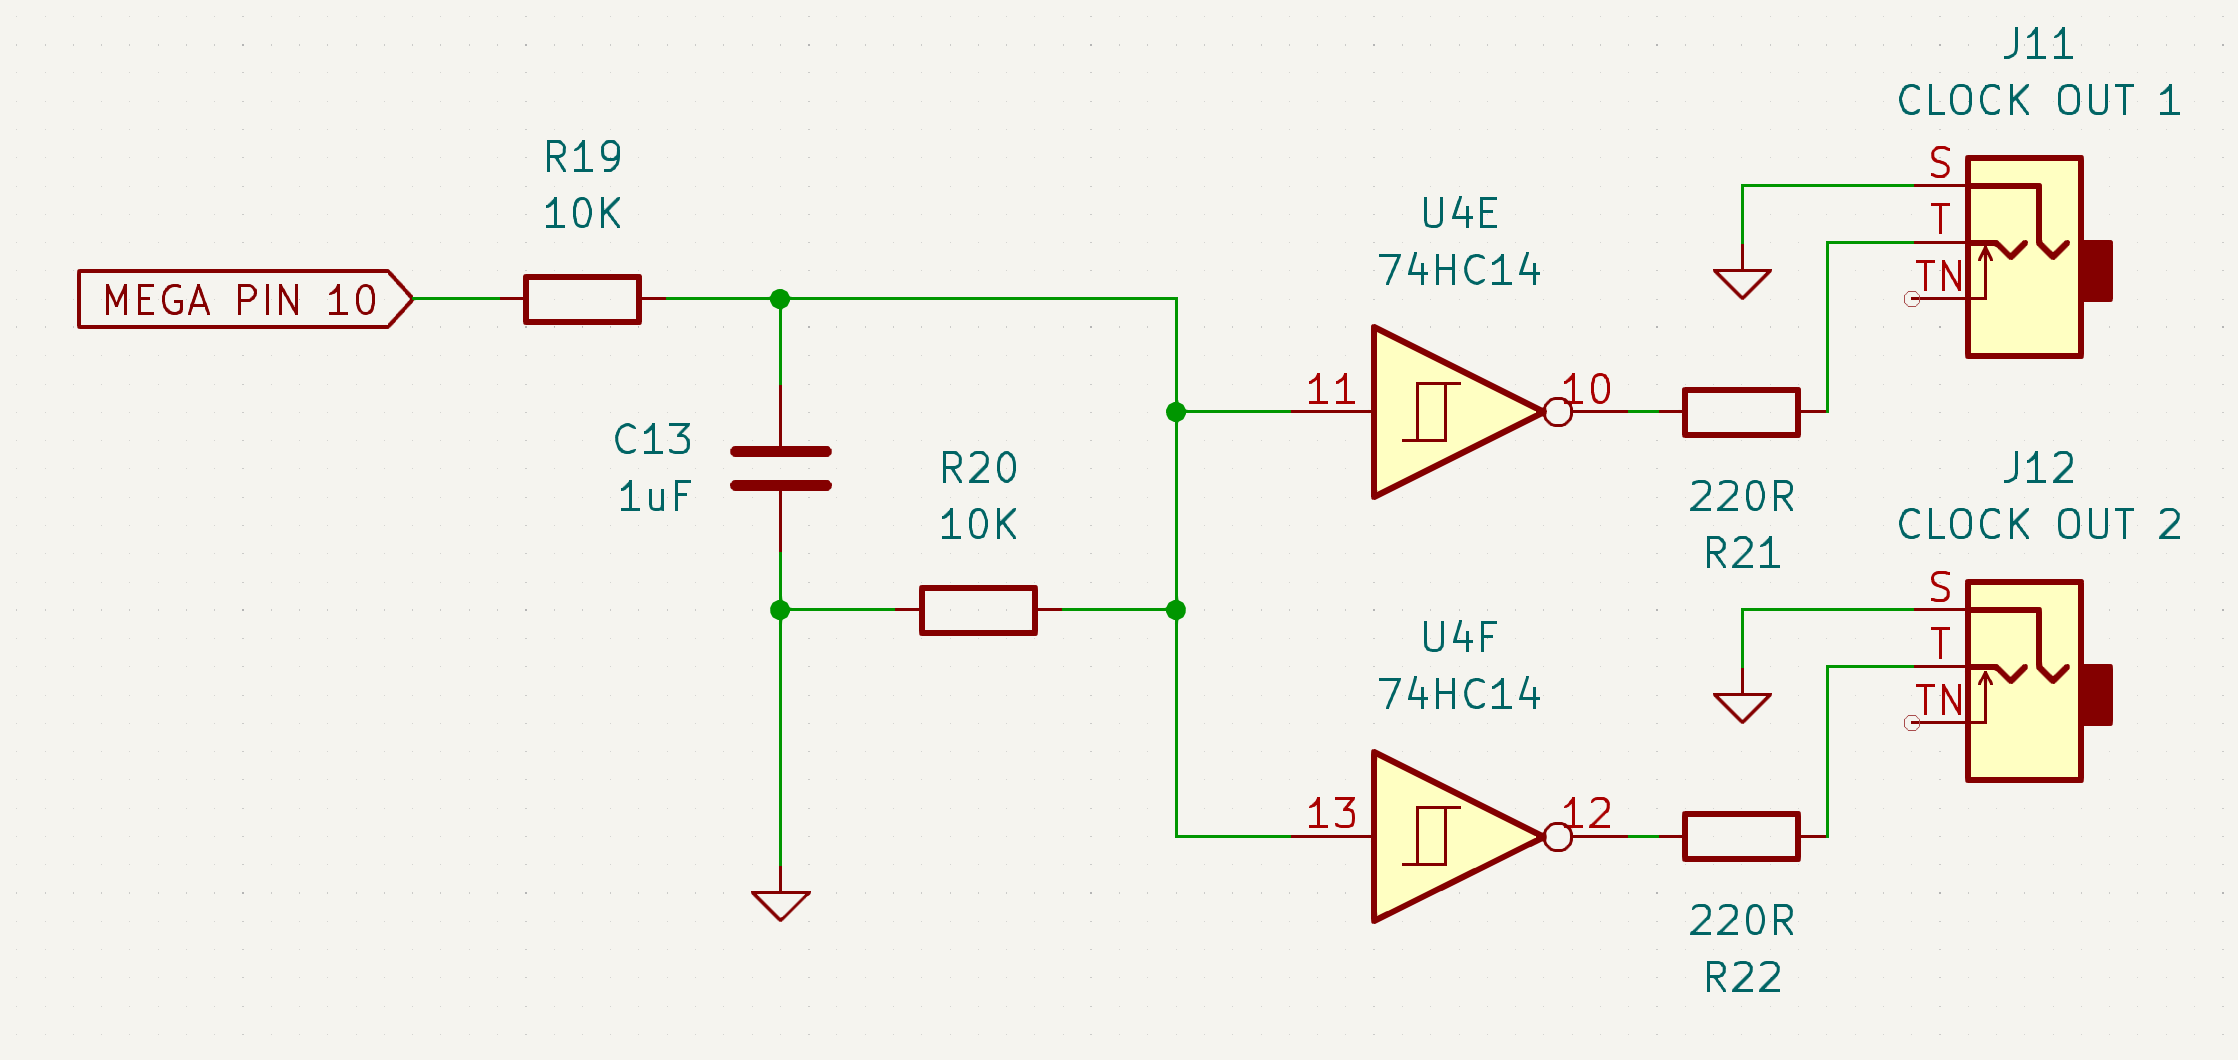 J11
CLOCK OUT 1
R19
10K
MEGA PIN 10
S
T
TN
U4E
74HC14
11
10
C13
1uF
R20
10K
220R
R21
J12
CLOCK OUT 2
S
T
TN
U4F
74HC14
13
12
220R
R22